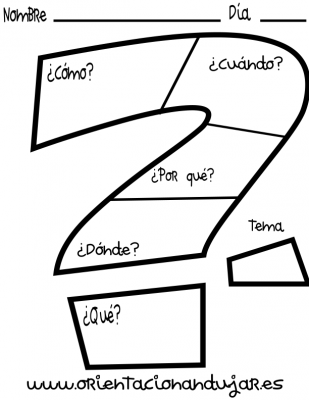 Nombre Día
¿Cómo?
¿Cuándo?
¿Por qué?
Tema
¿Dónde?
¿Qué?
www.orientacionandujar.es